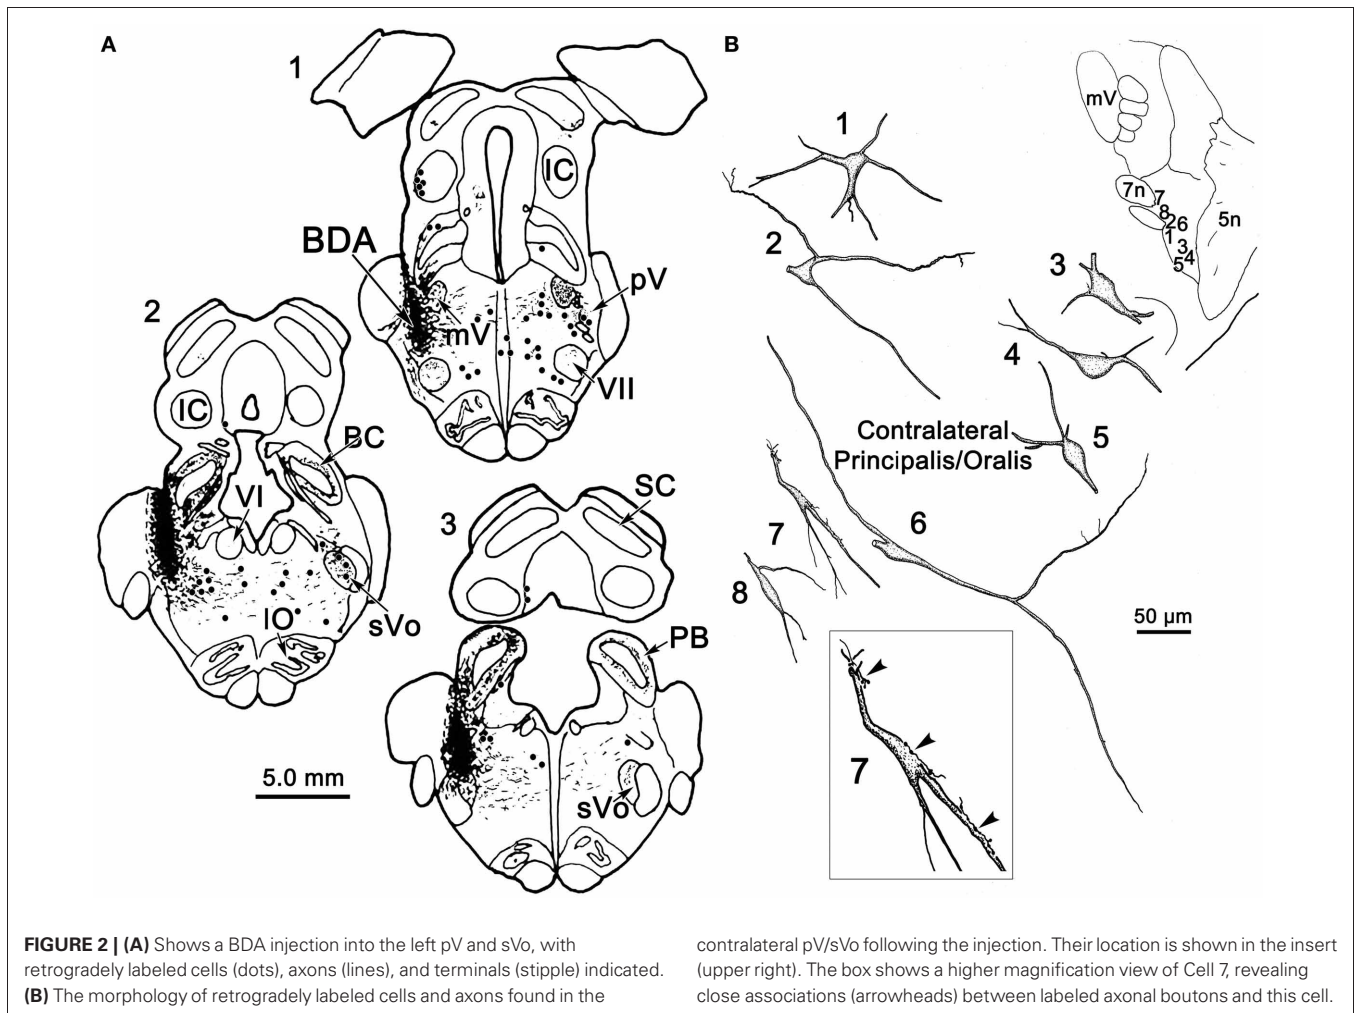 A
1
IC
BDA
pV
mV
VII
2
IC
BC
VI
IO
sVo
3
SC
PB
sVo
5.0 mm
B
1
2
3
4
5
6
7
8
Contralateral
Principalis/Oralis
50 µm
7
mV
7n
7
8
26
1
3
4
5
5n
FIGURE 2 | (A) Shows a BDA injection into the left pV and sVo, with
retrogradely labeled cells (dots), axons (lines), and terminals (stipple) indicated.
(B) The morphology of retrogradely labeled cells and axons found in the
contralateral pV/sVo following the injection. Their location is shown in the insert
(upper right). The box shows a higher magnification view of Cell 7, revealing
close associations (arrowheads) between labeled axonal boutons and this cell.